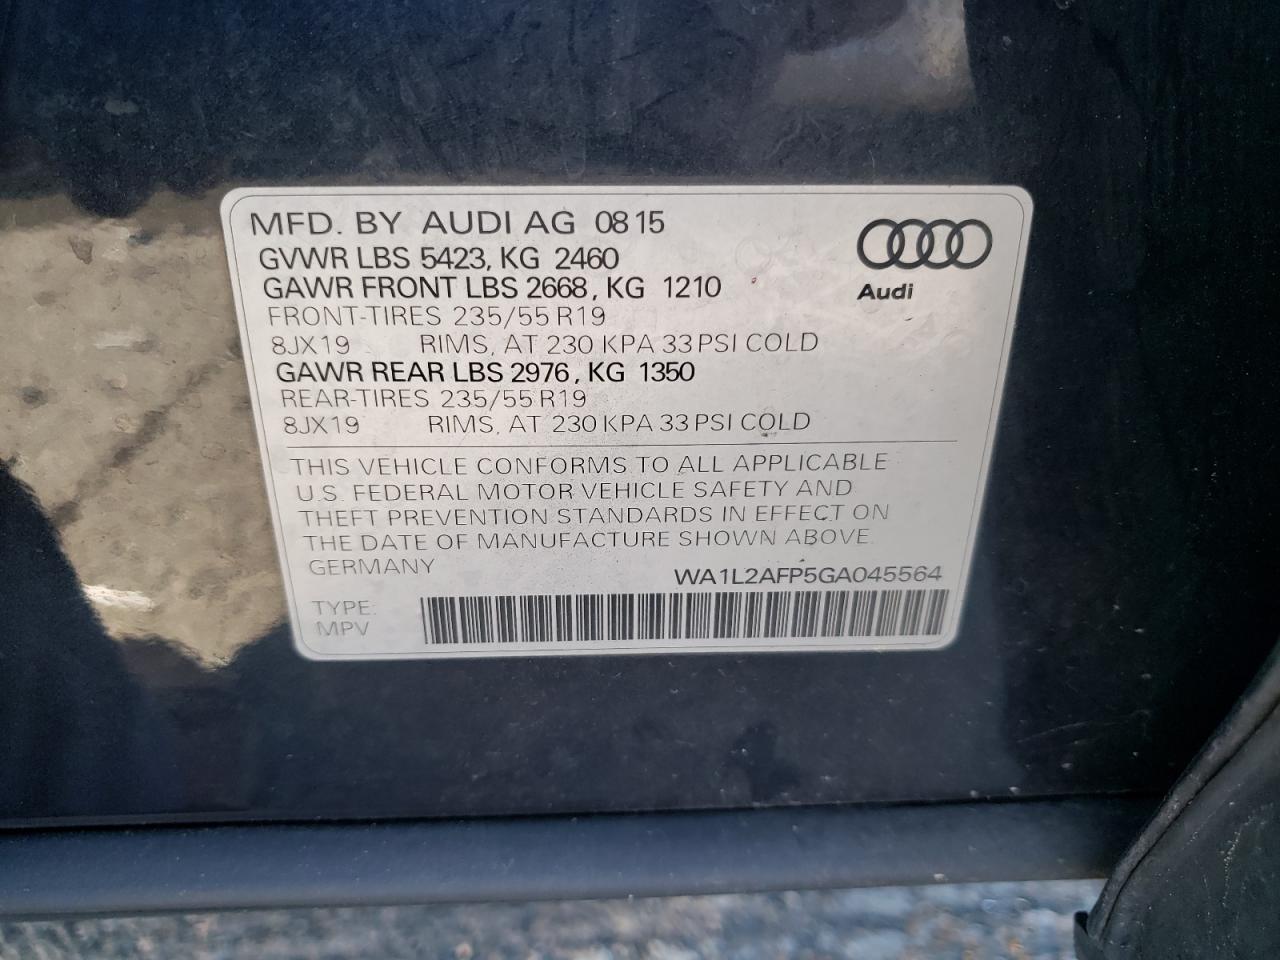 MFD. BY AUDI AG 08 15
GVWR LBS 5423, KG 2460
GAWR FRONT LBS 2668, KG 1210
FRONT-TIRES 235/55 R19
8JX19 RIMS, AT 230 KPA 33 PSI COLD
GAWR REAR LBS 2976, KG 1350
REAR-TIRES 235/55 R19
8JX19 RIMS, AT 230 KPA 33 PSI COLD
Audi
THIS VEHICLE CONFORMS TO ALL APPLICABLE
U.S. FEDERAL MOTOR VEHICLE SAFETY AND
THEFT PREVENTION STANDARDS IN EFFECT ON
THE DATE OF MANUFACTURE SHOWN ABOVE.
GERMANY
WA1L2AFP5GA045564
TYPE:
MPV